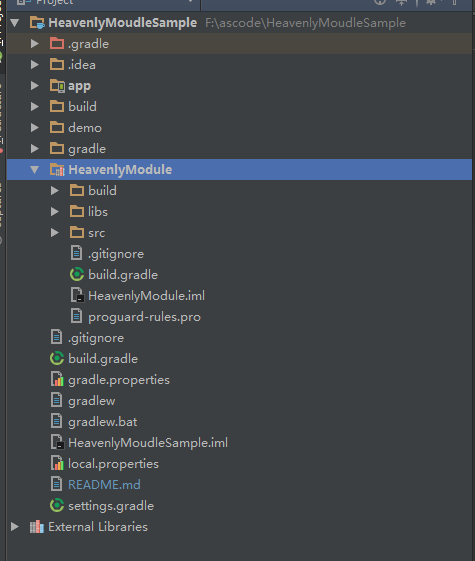 Project
HeavenlyMoudleSample F:\ascode\HeavenlyMoudleSample
.gradle
.idea
app
build
demo
gradle
HeavenlyModule
build
libs
src
.gitignore
build.gradle
HeavenlyModule.iml
proguard-rules.pro
.gitignore
build.gradle
gradle.properties
gradlew
gradlew.bat
HeavenlyMoudleSample.iml
local.properties
README.md
settings.gradle
External Libraries